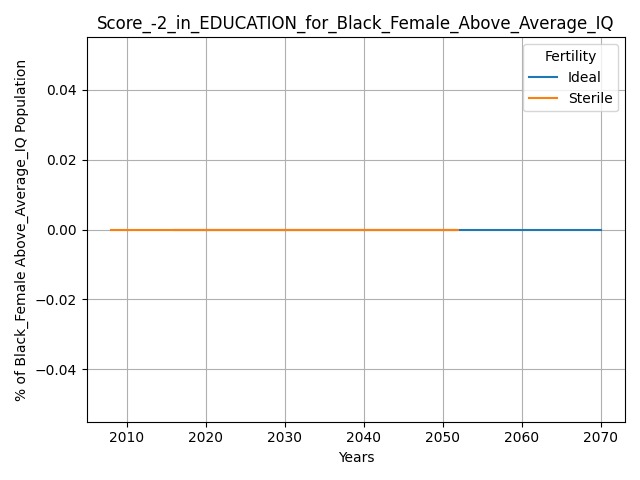 Score_-2_in_EDUCATION_for_Black_Female_Above_Average_IQ
Fertility
Ideal
Sterile
% of Black_Female Above_Average_IQ Population
0.04
0.02
0.00
−0.02
−0.04
2010 2020 2030 2040 2050 2060 2070
Years